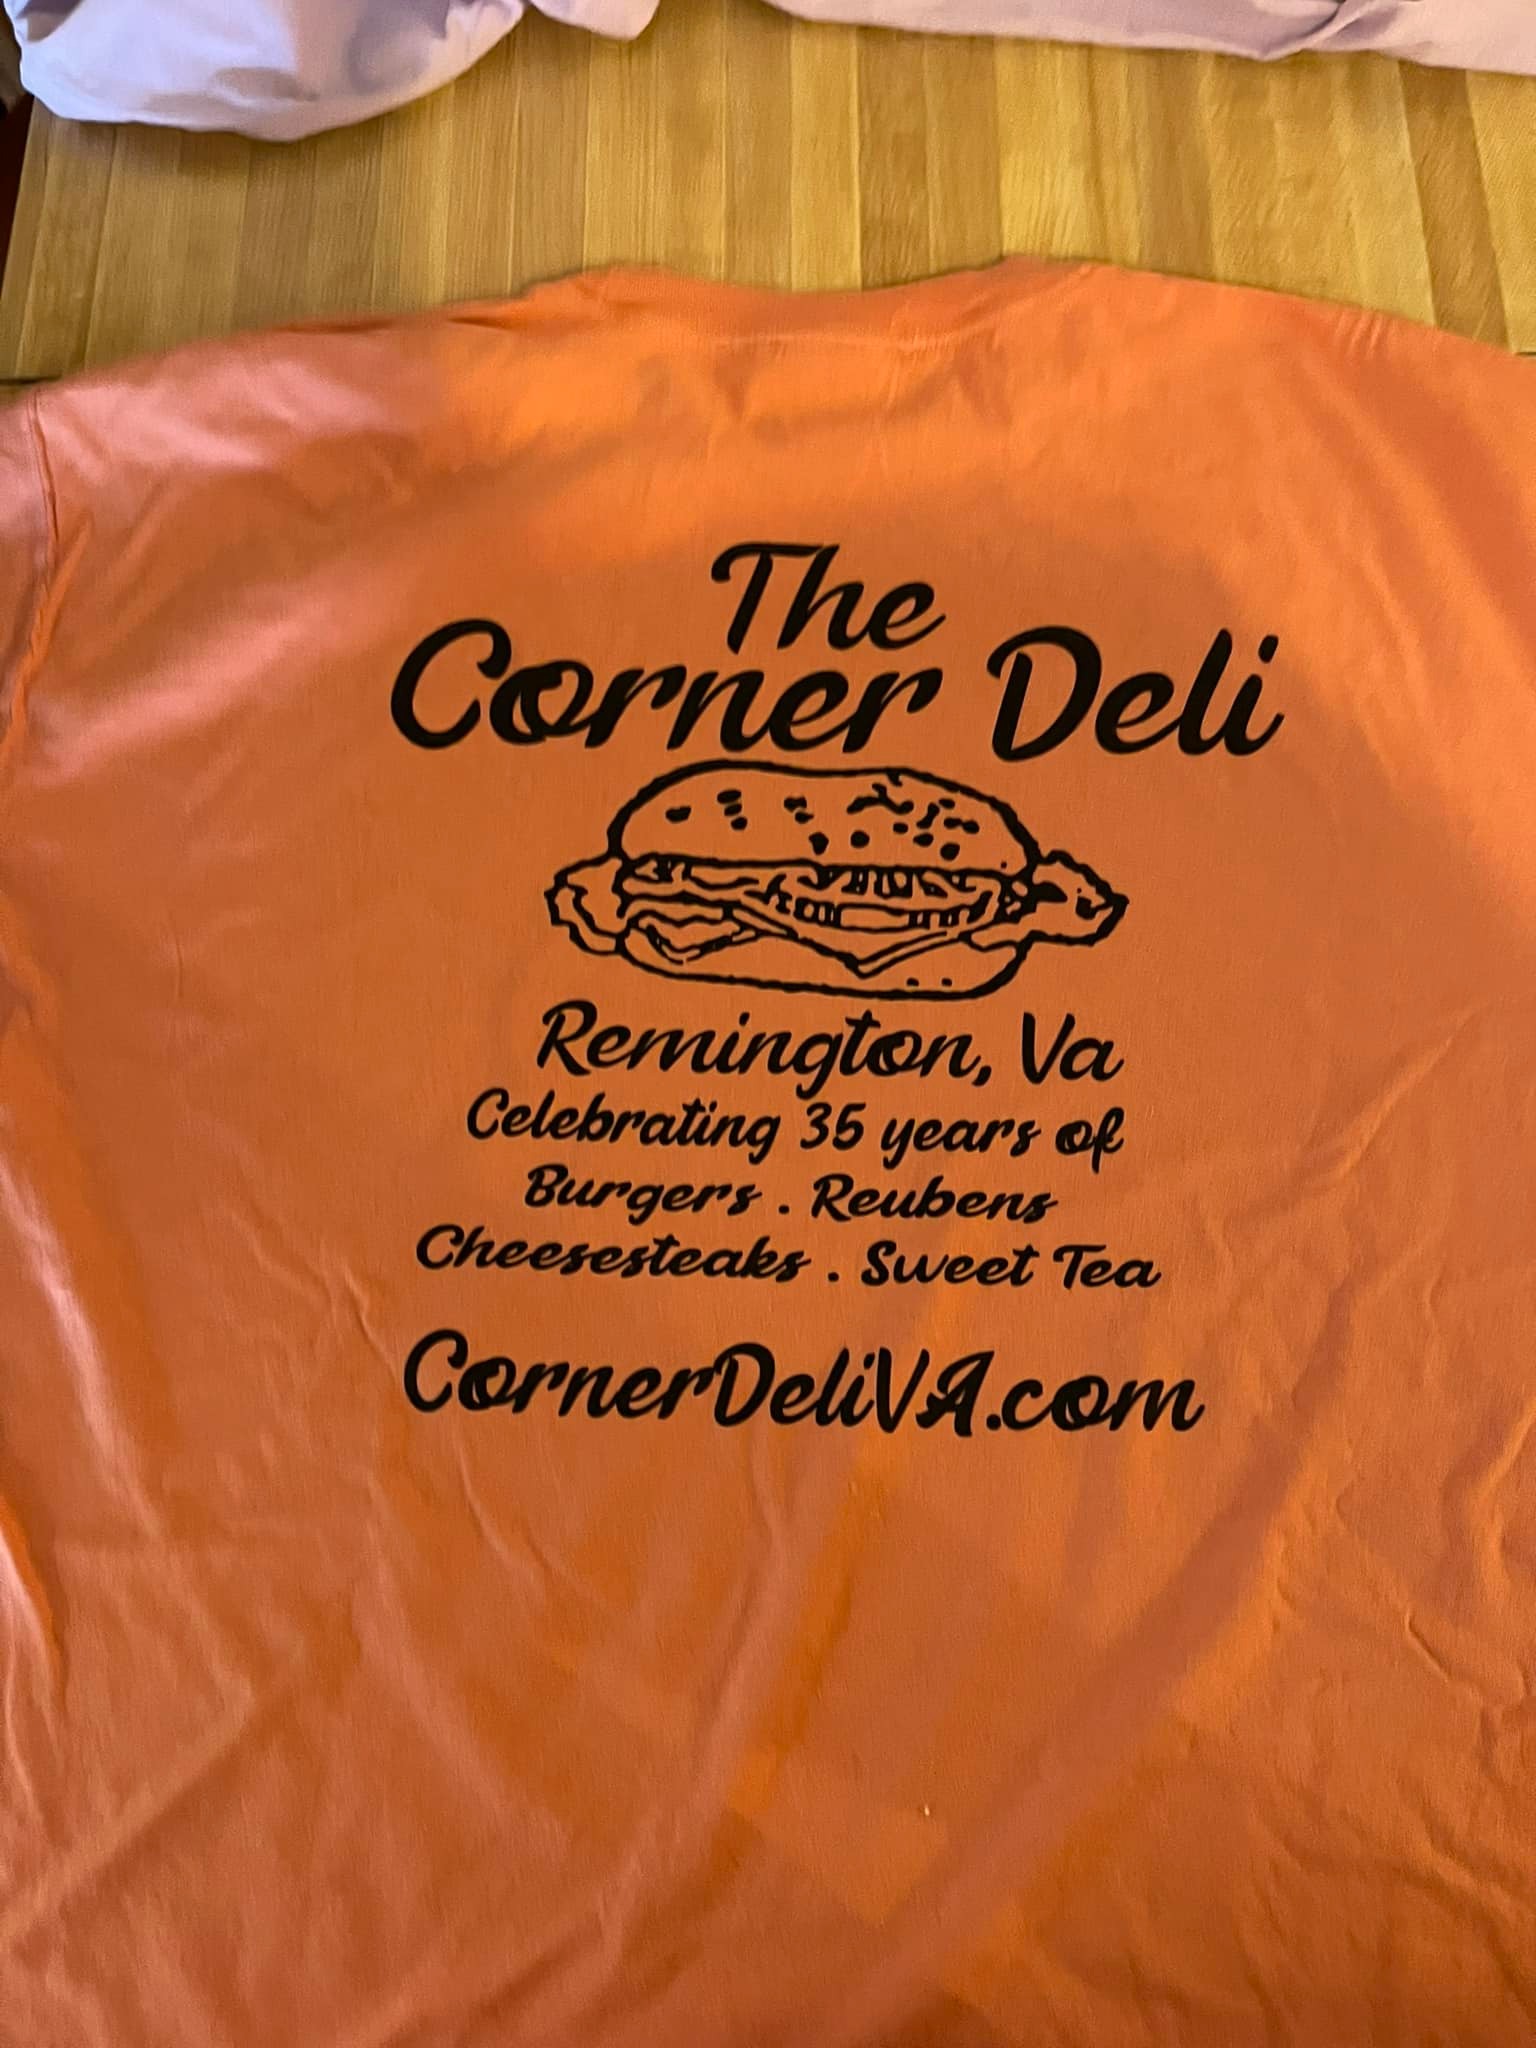 The
Corner Deli
Remington, Va
Celebrating 35 years of
Burgers . Reubens
Cheesesteaks . Sweet Tea
CornerDeliVA.com